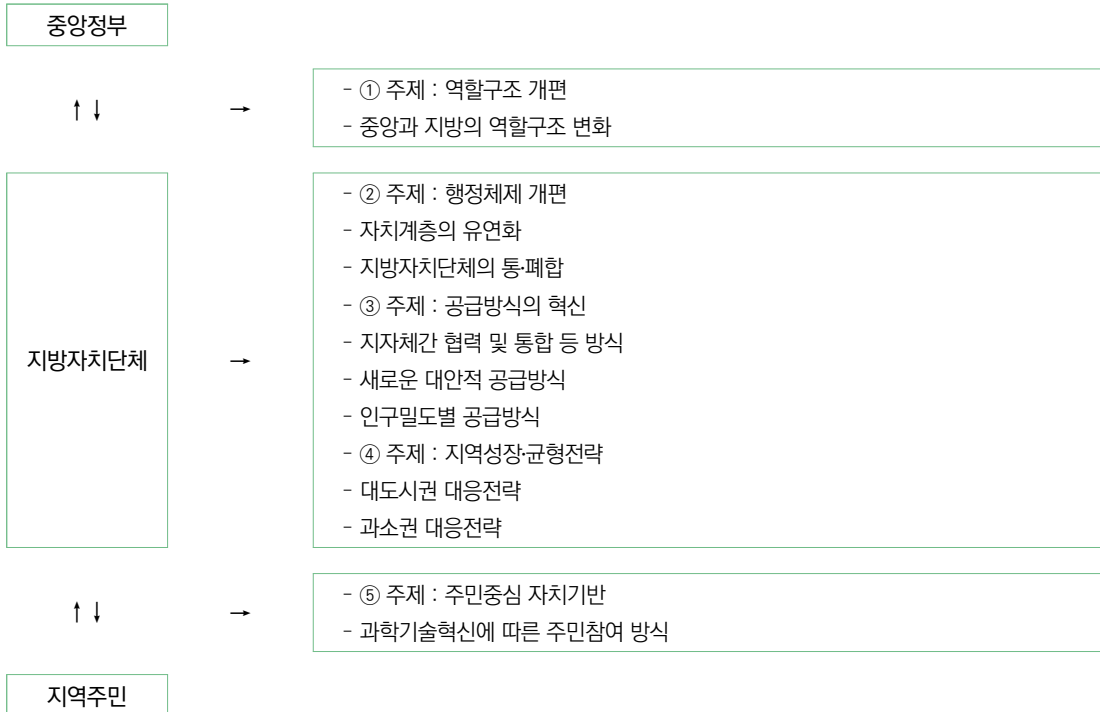 중앙정부
↑↓ →
- ① 주제 : 역할구조 개편
- 중앙과 지방의 역할구조 변화
지방자치단체 →
- ② 주제 : 행정체제 개편
- 자치계층의 유연화
- 지방자치단체의 통·폐합
- ③ 주제 : 공급방식의 혁신
- 지자체간 협력 및 통합 등 방식
- 새로운 대안적 공급방식
- 인구밀도별 공급방식
- ④ 주제 : 지역성장·균형전략
- 대도시권 대응전략
- 과소권 대응전략
↑↓ →
- ⑤ 주제 : 주민중심 자치기반
- 과학기술혁신에 따른 주민참여 방식
지역주민